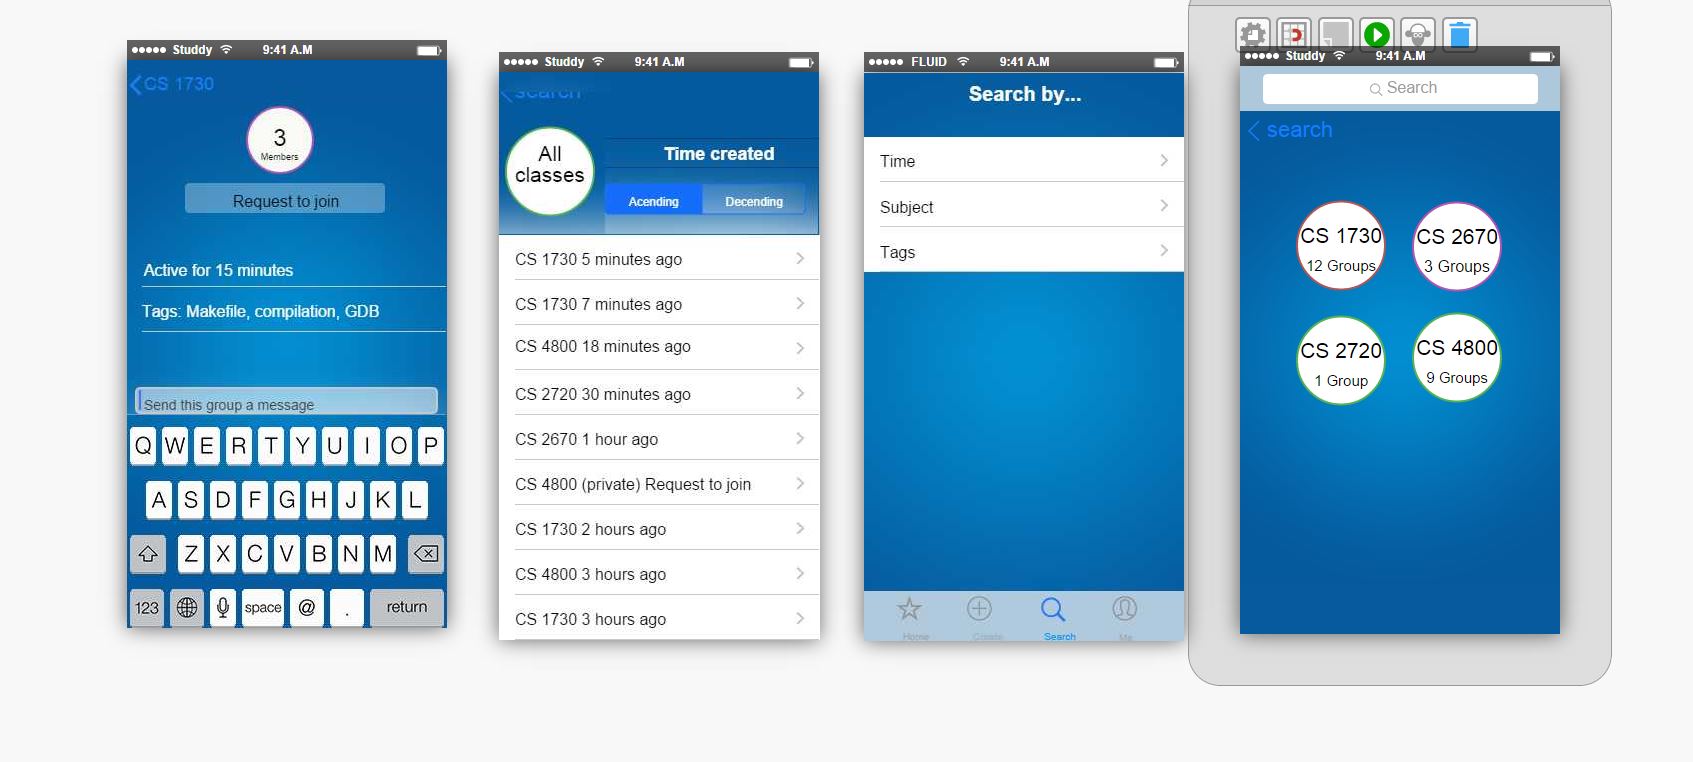 Studdy 9:41 A.M
CS 1730
3
Members
Request to join
Active for 15 minutes
Tags: Makefile, compilation, GDB
Send this group a message
Q W E R T Y U I O P
A S D F G H J K L
Z X C V B N M
123 space @ . return
Studdy 9:41 A.M
search
All
classes
Time created
Acending Decending
CS 1730 5 minutes ago
CS 1730 7 minutes ago
CS 4800 18 minutes ago
CS 2720 30 minutes ago
CS 2670 1 hour ago
CS 4800 (private) Request to join
CS 1730 2 hours ago
CS 4800 3 hours ago
CS 1730 3 hours ago
FLUID 9:41 A.M
Search by...
Time
Subject
Tags
Home Create Search Me
Studdy 9:41 A.M
Search
search
CS 1730
12 Groups
CS 2670
3 Groups
CS 2720
1 Group
CS 4800
9 Groups